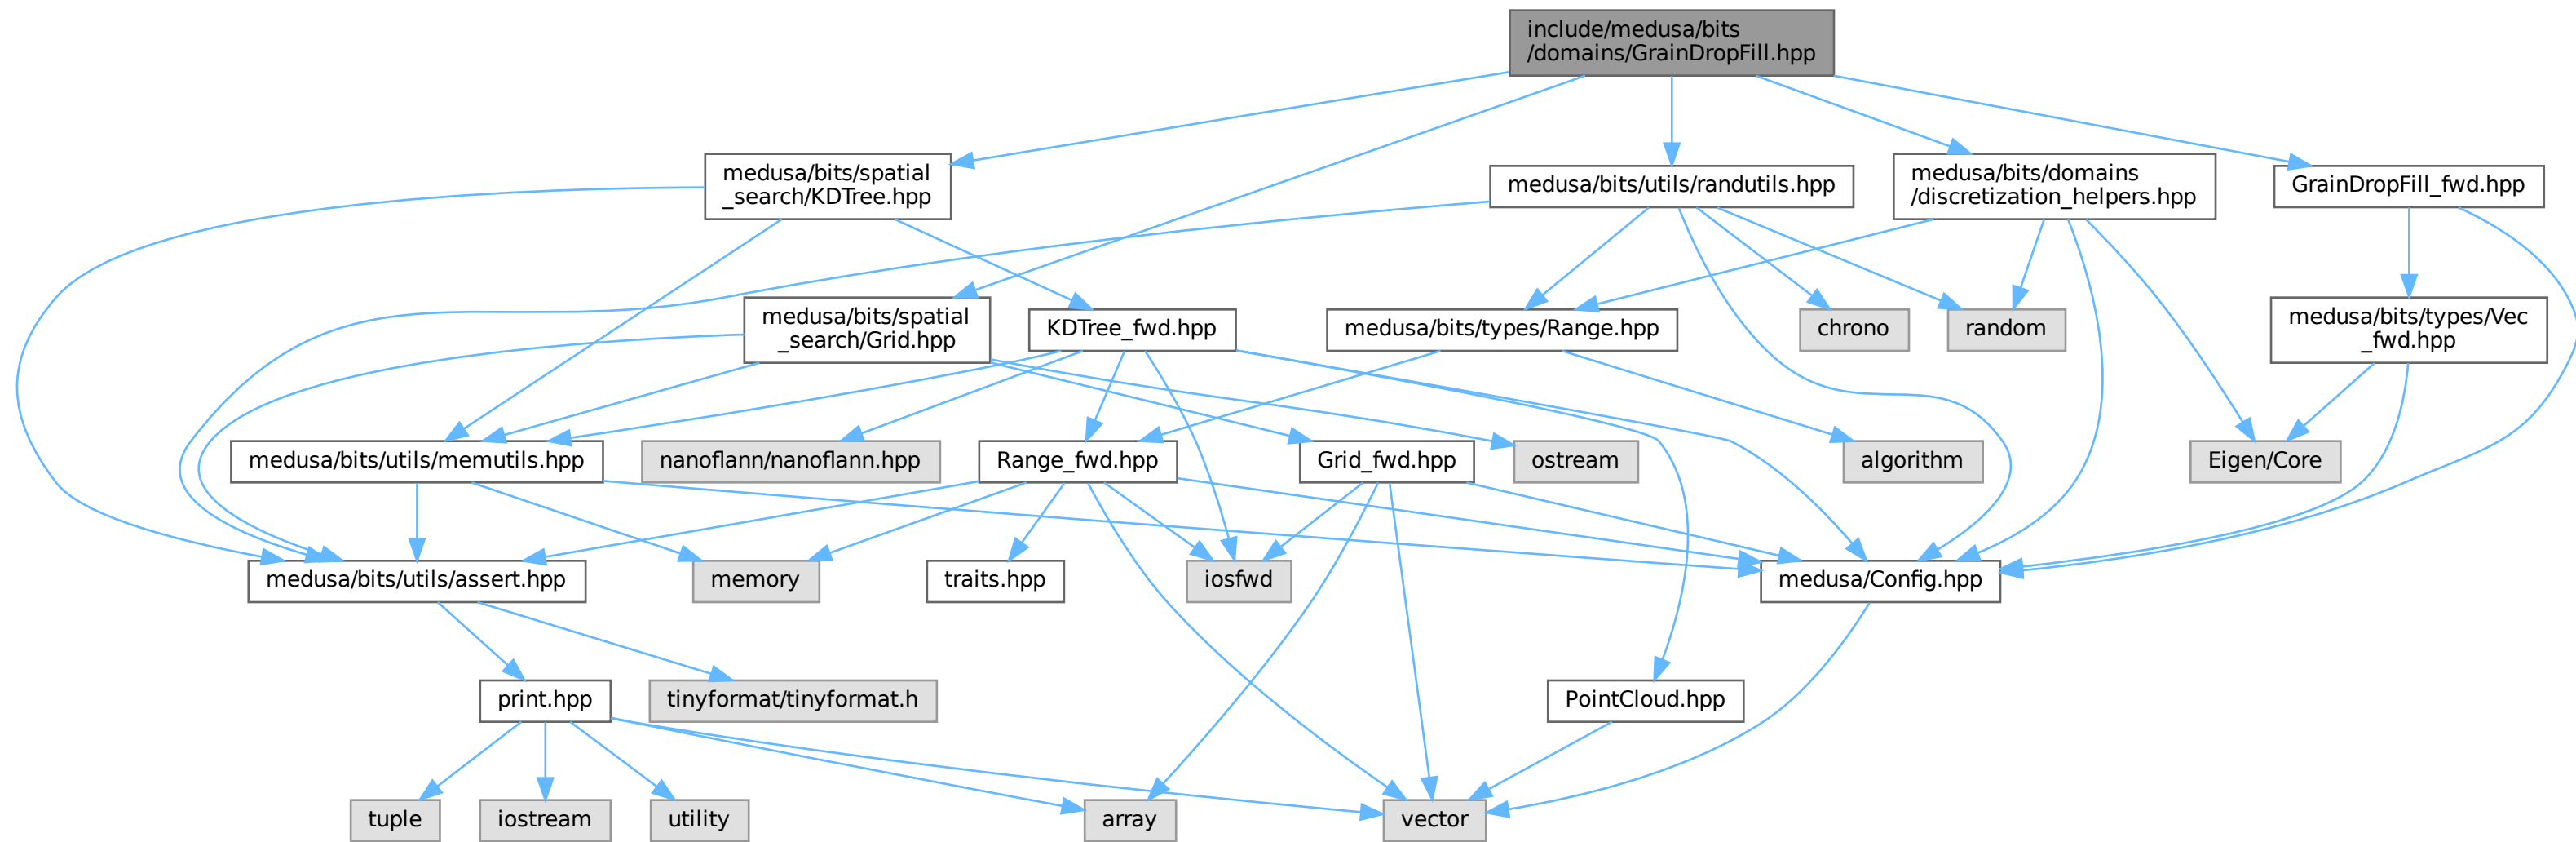 include/medusa/bits
/domains/GrainDropFill.hpp
medusa/bits/spatial
_search/KDTree.hpp
medusa/bits/utils/randutils.hpp
medusa/bits/domains
/discretization_helpers.hpp
GrainDropFill_fwd.hpp
medusa/bits/spatial
_search/Grid.hpp
KDTree_fwd.hpp
medusa/bits/types/Range.hpp
chrono
random
medusa/bits/types/Vec
_fwd.hpp
medusa/bits/utils/memutils.hpp
nanoflann/nanoflann.hpp
Range_fwd.hpp
Grid_fwd.hpp
ostream
algorithm
Eigen/Core
medusa/bits/utils/assert.hpp
memory
traits.hpp
iosfwd
medusa/Config.hpp
print.hpp
tinyformat/tinyformat.h
PointCloud.hpp
tuple
iostream
utility
array
vector